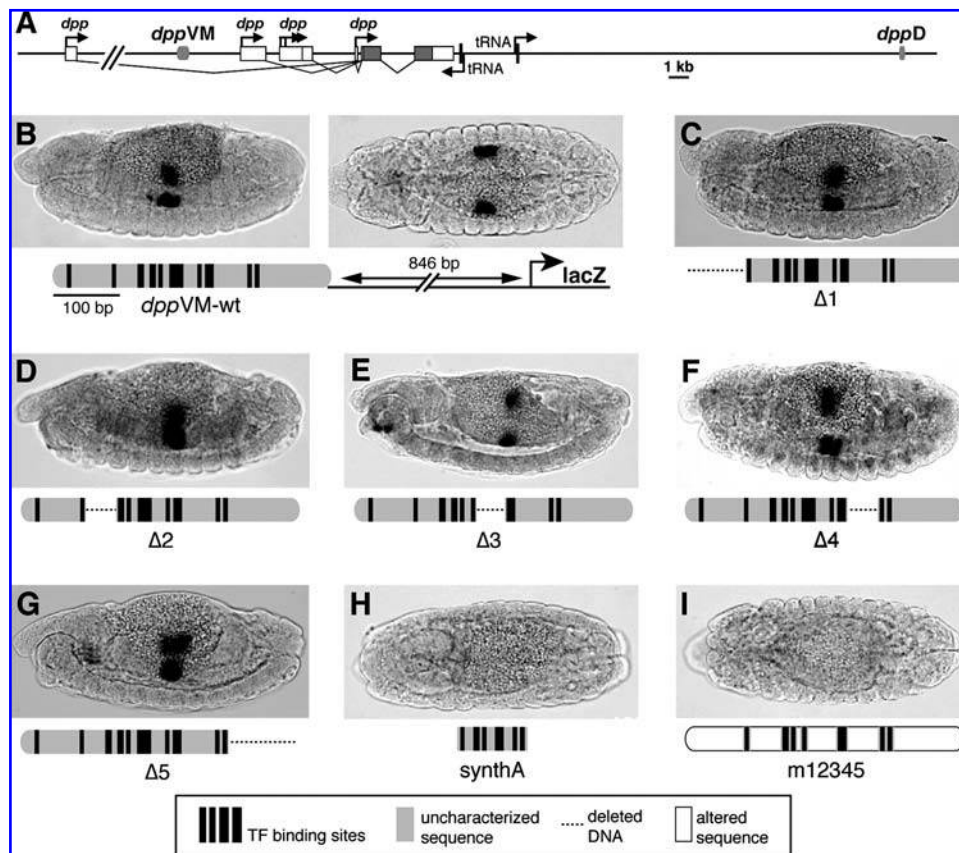 A
dpp
dppVM
dpp
dpp
dpp
tRNA
tRNA
1 kb
dppD
B
C
846 bp
lacZ
100 bp
dppVM-wt
Δ1
D
E
F
Δ2
Δ3
Δ4
G
H
I
Δ5
synthA
m12345
TF binding sites
uncharacterized
sequence
deleted
DNA
altered
sequence